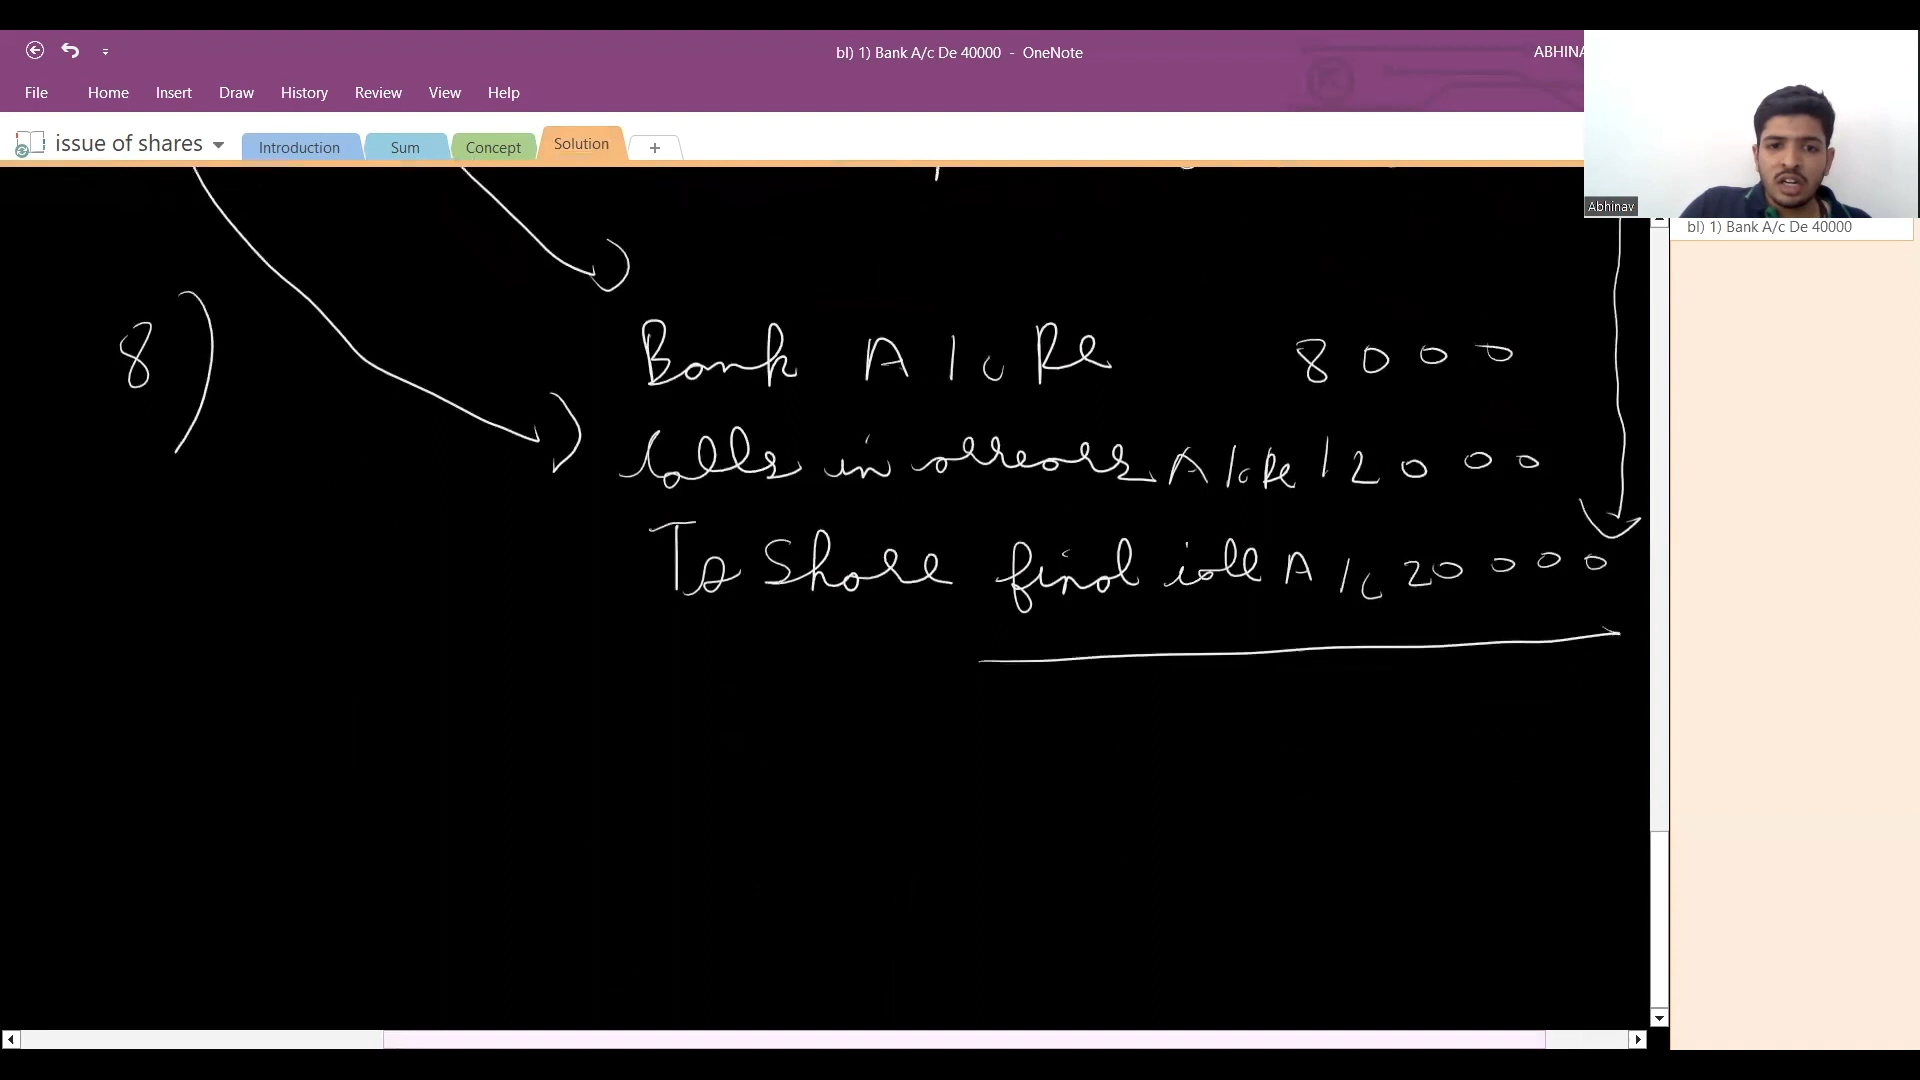 bI) 1) Bank A/c De 40000 - OneNote
ABHINA
File Home Insert Draw History Review View Help
issue of shares Introduction Sum Concept Solution +
Abhinav
bI) 1) Bank A/c De 40000
8) Bank A/c De 8000
Calls in arrears A/c De 12000
To Share final call A/c 20000